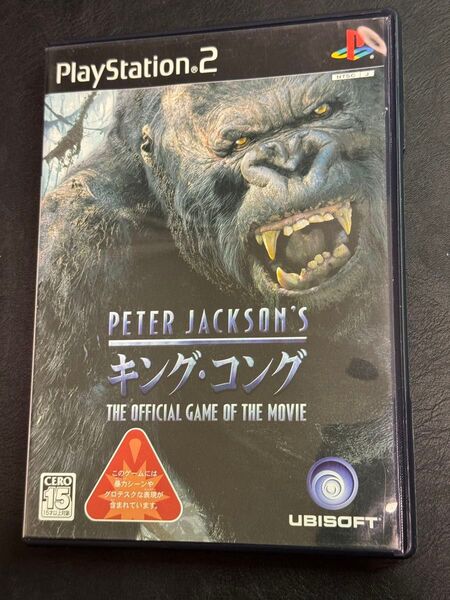 PlayStation®2
NTSC J
PETER JACKSON'S
キング・コング
THE OFFICIAL GAME OF THE MOVIE
このゲームには
暴力シーンや
グロテスクな表現が
含まれています。
CERO
15
15才以上対象
UBISOFT